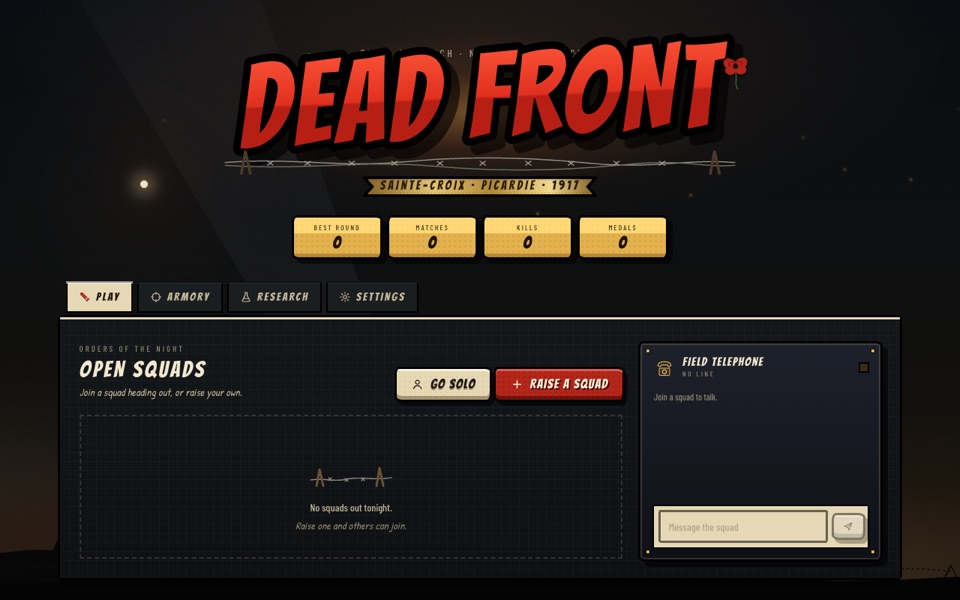 DEAD FRONT
SAINTE-CROIX · PICARDIE · 1917
BEST ROUND
0
MATCHES
0
KILLS
0
MEDALS
0
PLAY
ARMORY
RESEARCH
SETTINGS
ORDERS OF THE NIGHT
OPEN SQUADS
Join a squad heading out, or raise your own.
GO SOLO
RAISE A SQUAD
No squads out tonight.
Raise one and others can join.
FIELD TELEPHONE
NO LINE
Join a squad to talk.
Message the squad